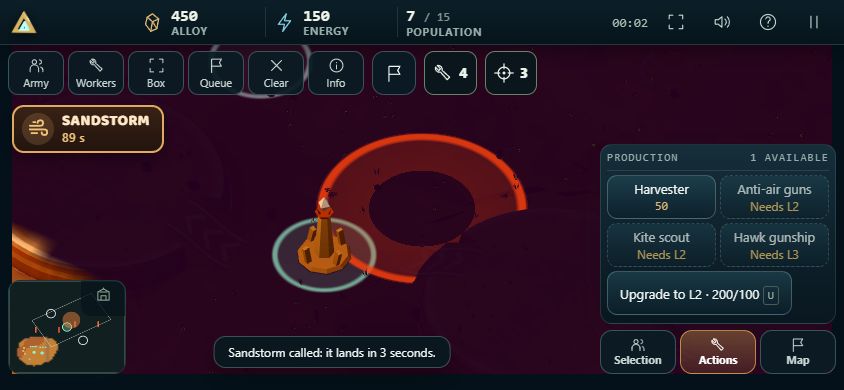 450
ALLOY
150
ENERGY
7 / 15
POPULATION
00:02
Army
Workers
Box
Queue
Clear
Info
4
3
SANDSTORM
89 s
PRODUCTION
1 AVAILABLE
Harvester
50
Anti-air guns
Needs L2
Kite scout
Needs L2
Hawk gunship
Needs L3
Upgrade to L2 · 200/100 U
Sandstorm called: it lands in 3 seconds.
Selection
Actions
Map